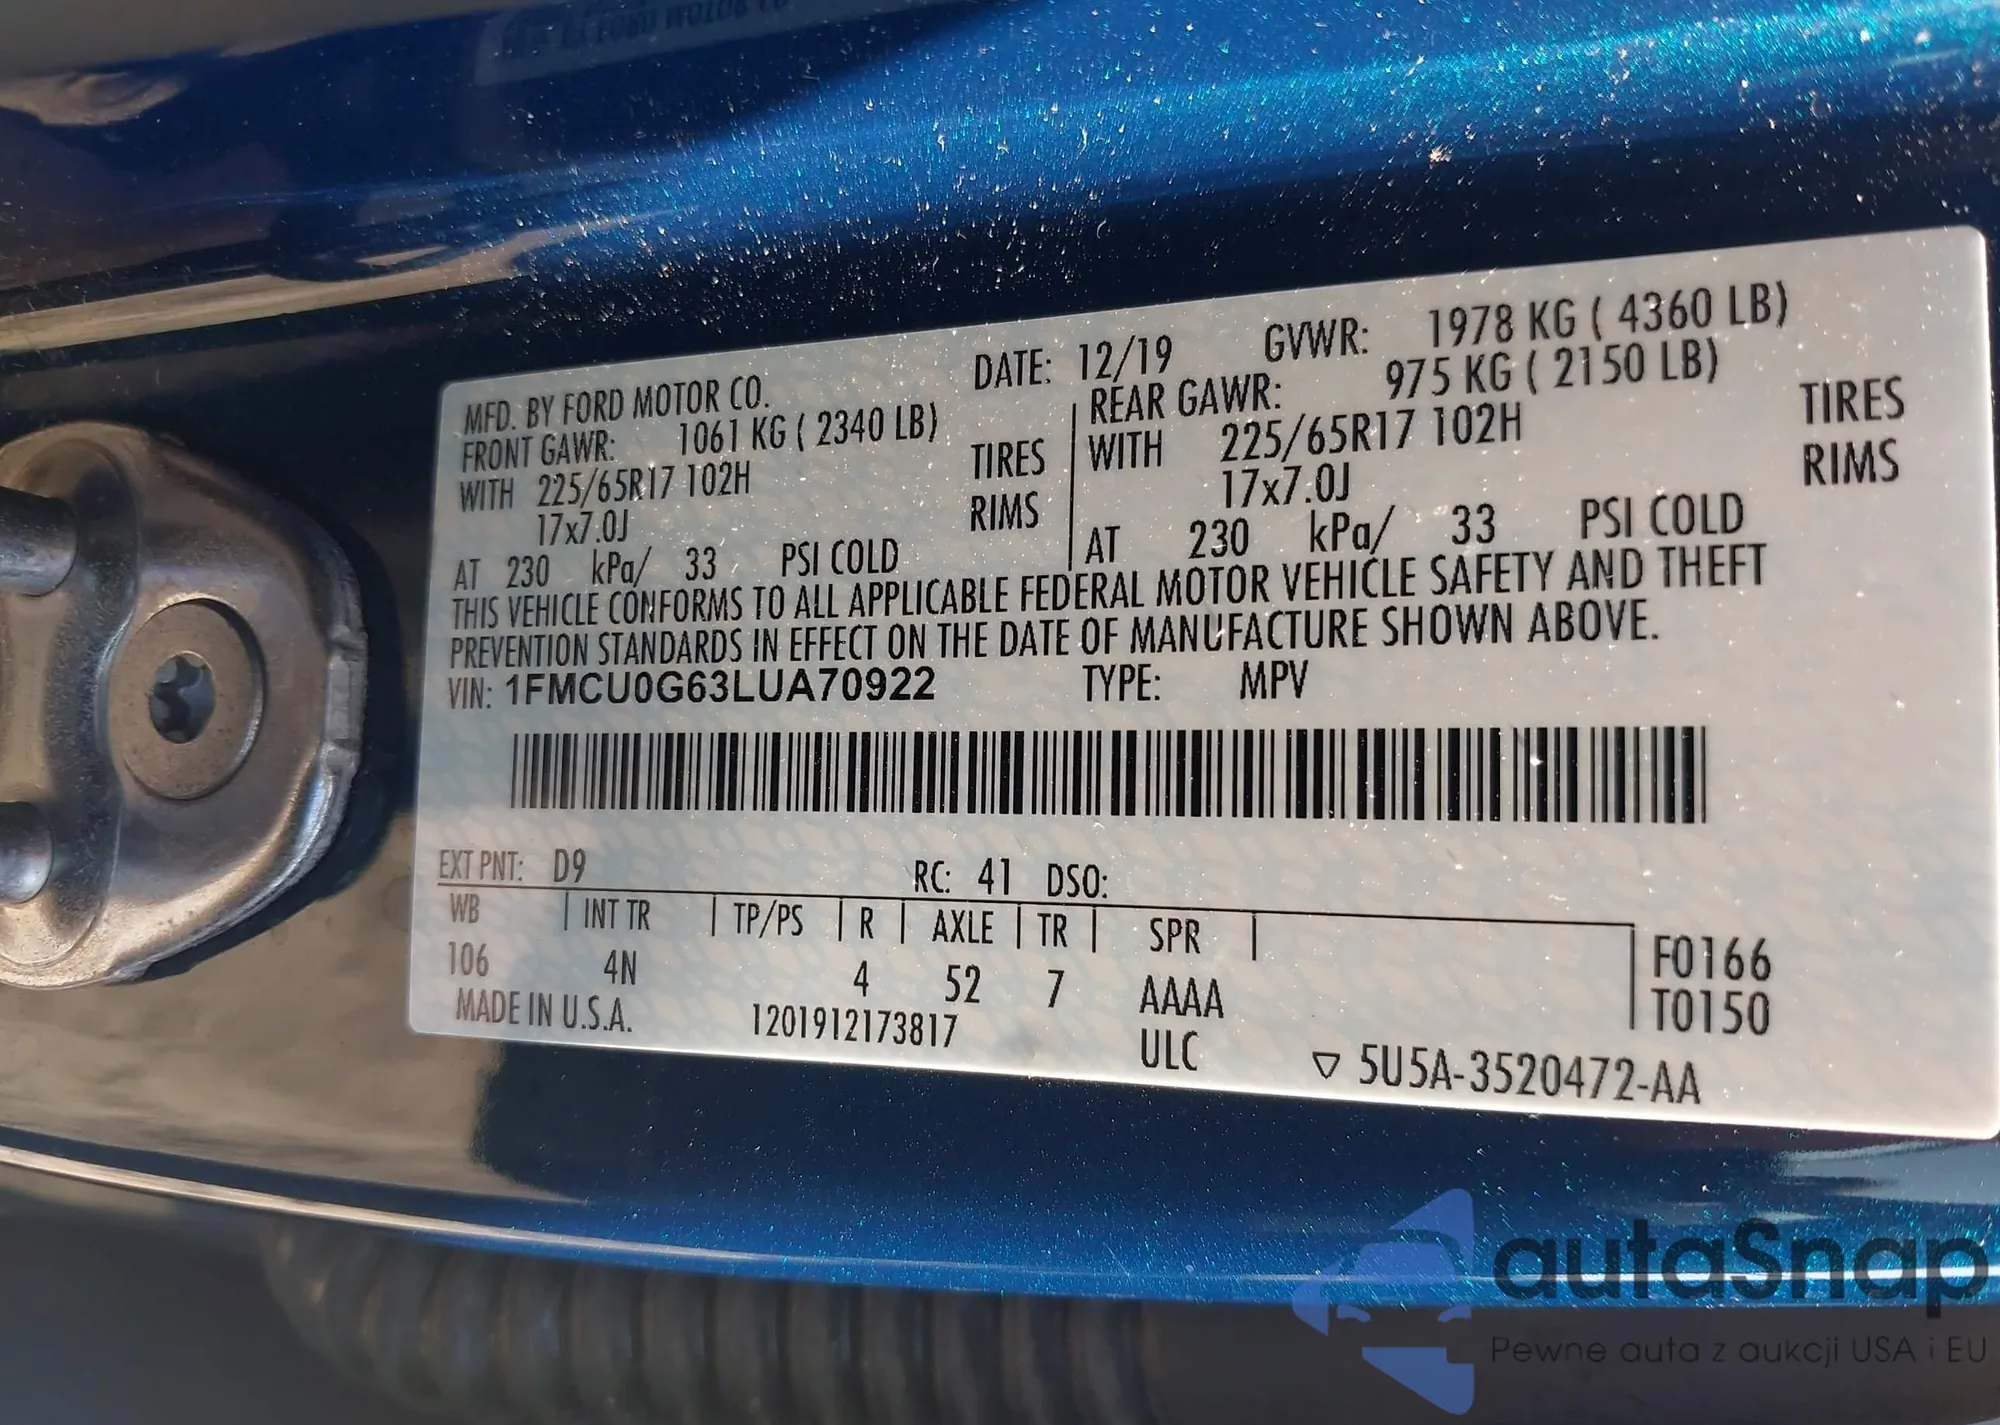 MFD. BY FORD MOTOR CO. DATE: 12/19 GVWR: 1978 KG ( 4360 LB)
FRONT GAWR: 1061 KG ( 2340 LB) REAR GAWR: 975 KG ( 2150 LB)
WITH 225/65R17 102H TIRES WITH 225/65R17 102H TIRES
17x7.0J RIMS 17x7.0J RIMS
AT 230 kPa/ 33 PSI COLD AT 230 kPa/ 33 PSI COLD
THIS VEHICLE CONFORMS TO ALL APPLICABLE FEDERAL MOTOR VEHICLE SAFETY AND THEFT
PREVENTION STANDARDS IN EFFECT ON THE DATE OF MANUFACTURE SHOWN ABOVE.
VIN: 1FMCU0G63LUA70922 TYPE: MPV
EXT PNT: D9 RC: 41 DSO:
WB INT TR TP/PS R AXLE TR SPR F0166
106 4N 4 52 7 AAAA T0150
MADE IN U.S.A. 1201912173817 ULC ▽ 5U5A-3520472-AA
autaSnap
Pewne auta z aukcji USA i EU